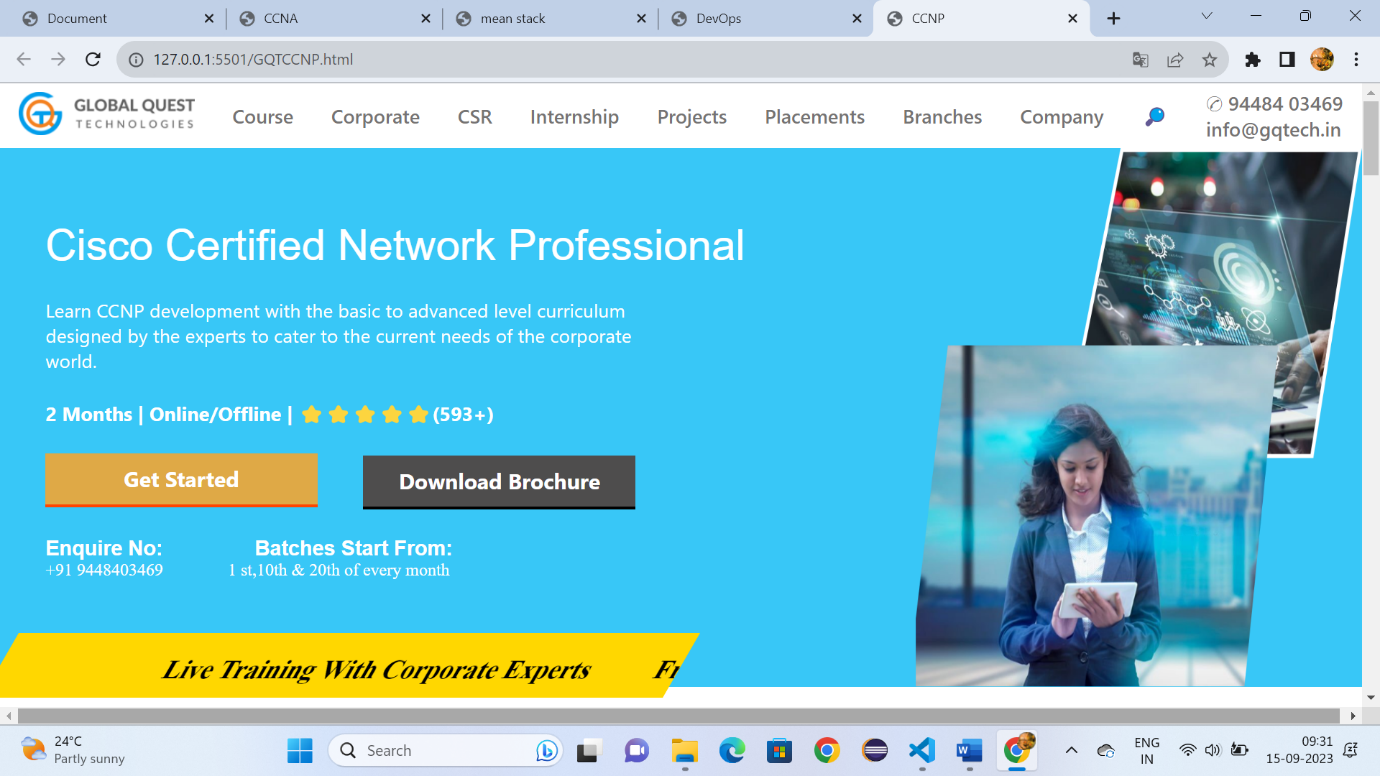 Document
CCNA
mean stack
DevOps
CCNP
127.0.0.1:5501/GQTCCNP.html
GLOBAL QUEST
TECHNOLOGIES
Course Corporate CSR Internship Projects Placements Branches Company
94484 03469
info@gqtech.in
Cisco Certified Network Professional
Learn CCNP development with the basic to advanced level curriculum
designed by the experts to cater to the current needs of the corporate
world.
2 Months | Online/Offline | (593+)
Get Started
Download Brochure
Enquire No:
+91 9448403469
Batches Start From:
1 st,10th & 20th of every month
Live Training With Corporate Experts
24°C
Partly sunny
Search
ENG
IN
09:31
15-09-2023